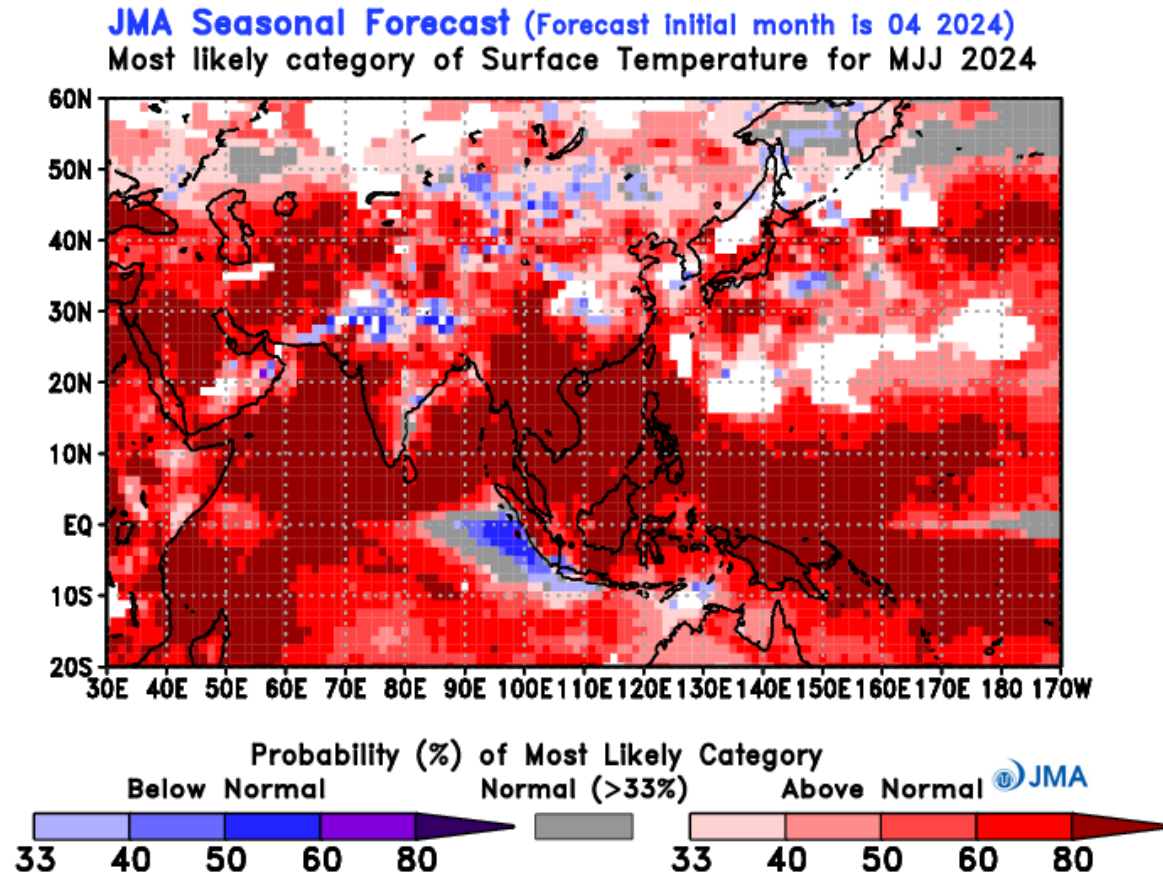 JMA Seasonal Forecast (Forecast initial month is 04 2024)
Most likely category of Surface Temperature for MJJ 2024
60N
50N
40N
30N
20N
10N
EQ
10S
20S
30E 40E 50E 60E 70E 80E 90E 100E 110E 120E 130E 140E 150E 160E 170E 180 170W
Probability (%) of Most Likely Category
Below Normal Normal (>33%) Above Normal JMA
33 40 50 60 80 33 40 50 60 80